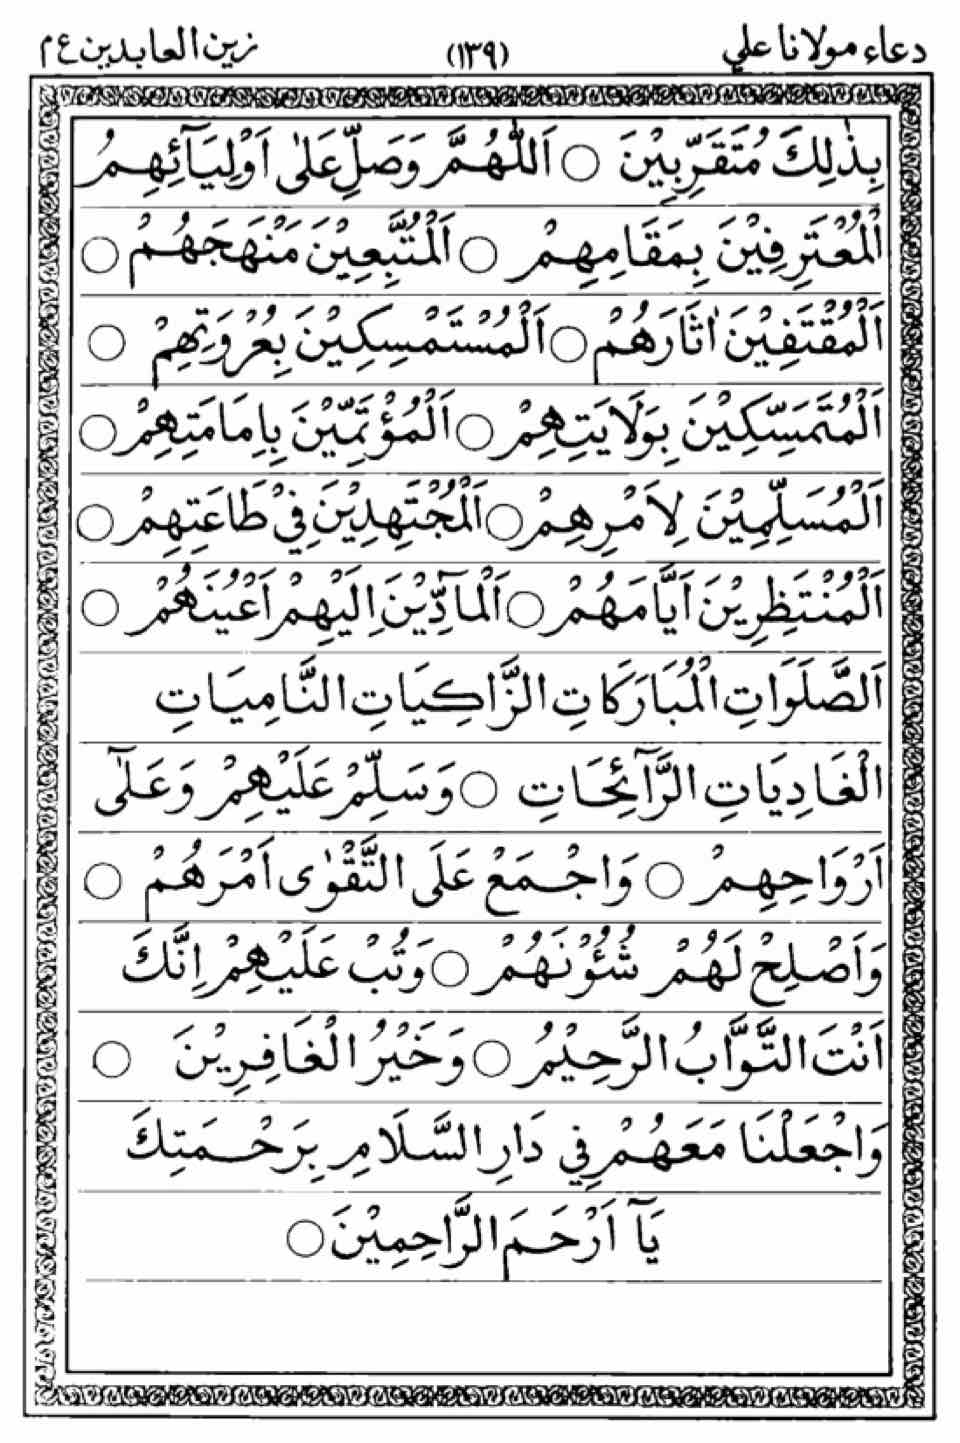 دعاء مولانا علي (١٣٩) زين العابدين ع م
بِذٰلِكَ مُتَقَرِّبِيْنَ ○ اَللّٰهُمَّ وَصَلِّ عَلىٰ اَوْلِيَآئِهِمُ
الْمُعْتَرِفِيْنَ بِمَقَامِهِمْ ○ اَلْمُتَّبِعِيْنَ مَنْهَجَهُمُ ○
اَلْمُقْتَفِيْنَ اٰثَارَهُمْ ○ اَلْمُسْتَمْسِكِيْنَ بِعُرْوَتِهِمْ ○
اَلْمُتَمَسِّكِيْنَ بِوَلَايَتِهِمْ ○ اَلْمُؤْتَمِّيْنَ بِاِمَامَتِهِمْ ○
اَلْمُسَلِّمِيْنَ لِاَمْرِهِمْ ○ اَلْمُجْتَهِدِيْنَ فِيْ طَاعَتِهِمْ ○
اَلْمُنْتَظِرِيْنَ اَيَّامَهُمْ ○ اَلْمَآدِّيْنَ اِلَيْهِمْ اَعْيُنَهُمْ ○
اَلصَّلَوَاتِ الْمُبَارَكَاتِ الزَّاكِيَاتِ النَّامِيَاتِ
الْغَادِيَاتِ الرَّآئِحَاتِ ○ وَسَلِّمْ عَلَيْهِمْ وَعَلٰٓى
اَرْوَاحِهِمْ ○ وَاجْمَعْ عَلَى التَّقْوٰى اَمْرَهُمْ ○
وَاَصْلِحْ لَهُمْ شُئُوْنَهُمْ ○ وَتُبْ عَلَيْهِمْ اِنَّكَ
اَنْتَ التَّوَّابُ الرَّحِيْمُ ○ وَخَيْرُ الْغَافِرِيْنَ ○
وَاجْعَلْنَا مَعَهُمْ فِي دَارِ السَّلَامِ بِرَحْمَتِكَ
يَآ اَرْحَمَ الرَّاحِمِيْنَ ○